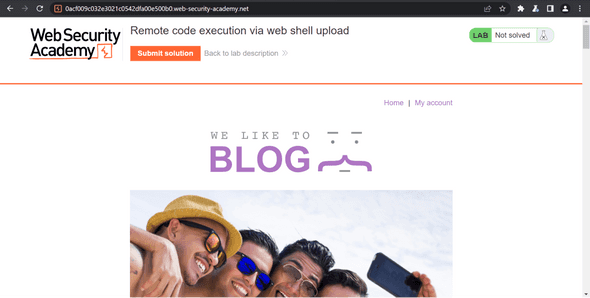 0acf009c032e3021c0542dfa00e500b0.web-security-academy.net
Web Security
Academy
Remote code execution via web shell upload
Submit solution
Back to lab description
LAB Not solved
Home | My account
WE LIKE TO
BLOG